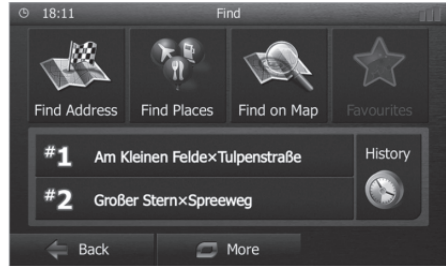 18:11 Find
Find Address Find Places Find on Map Favourites
#1 Am Kleinen Felde×Tulpenstraße History
#2 Großer Stern×Spreeweg
Back More